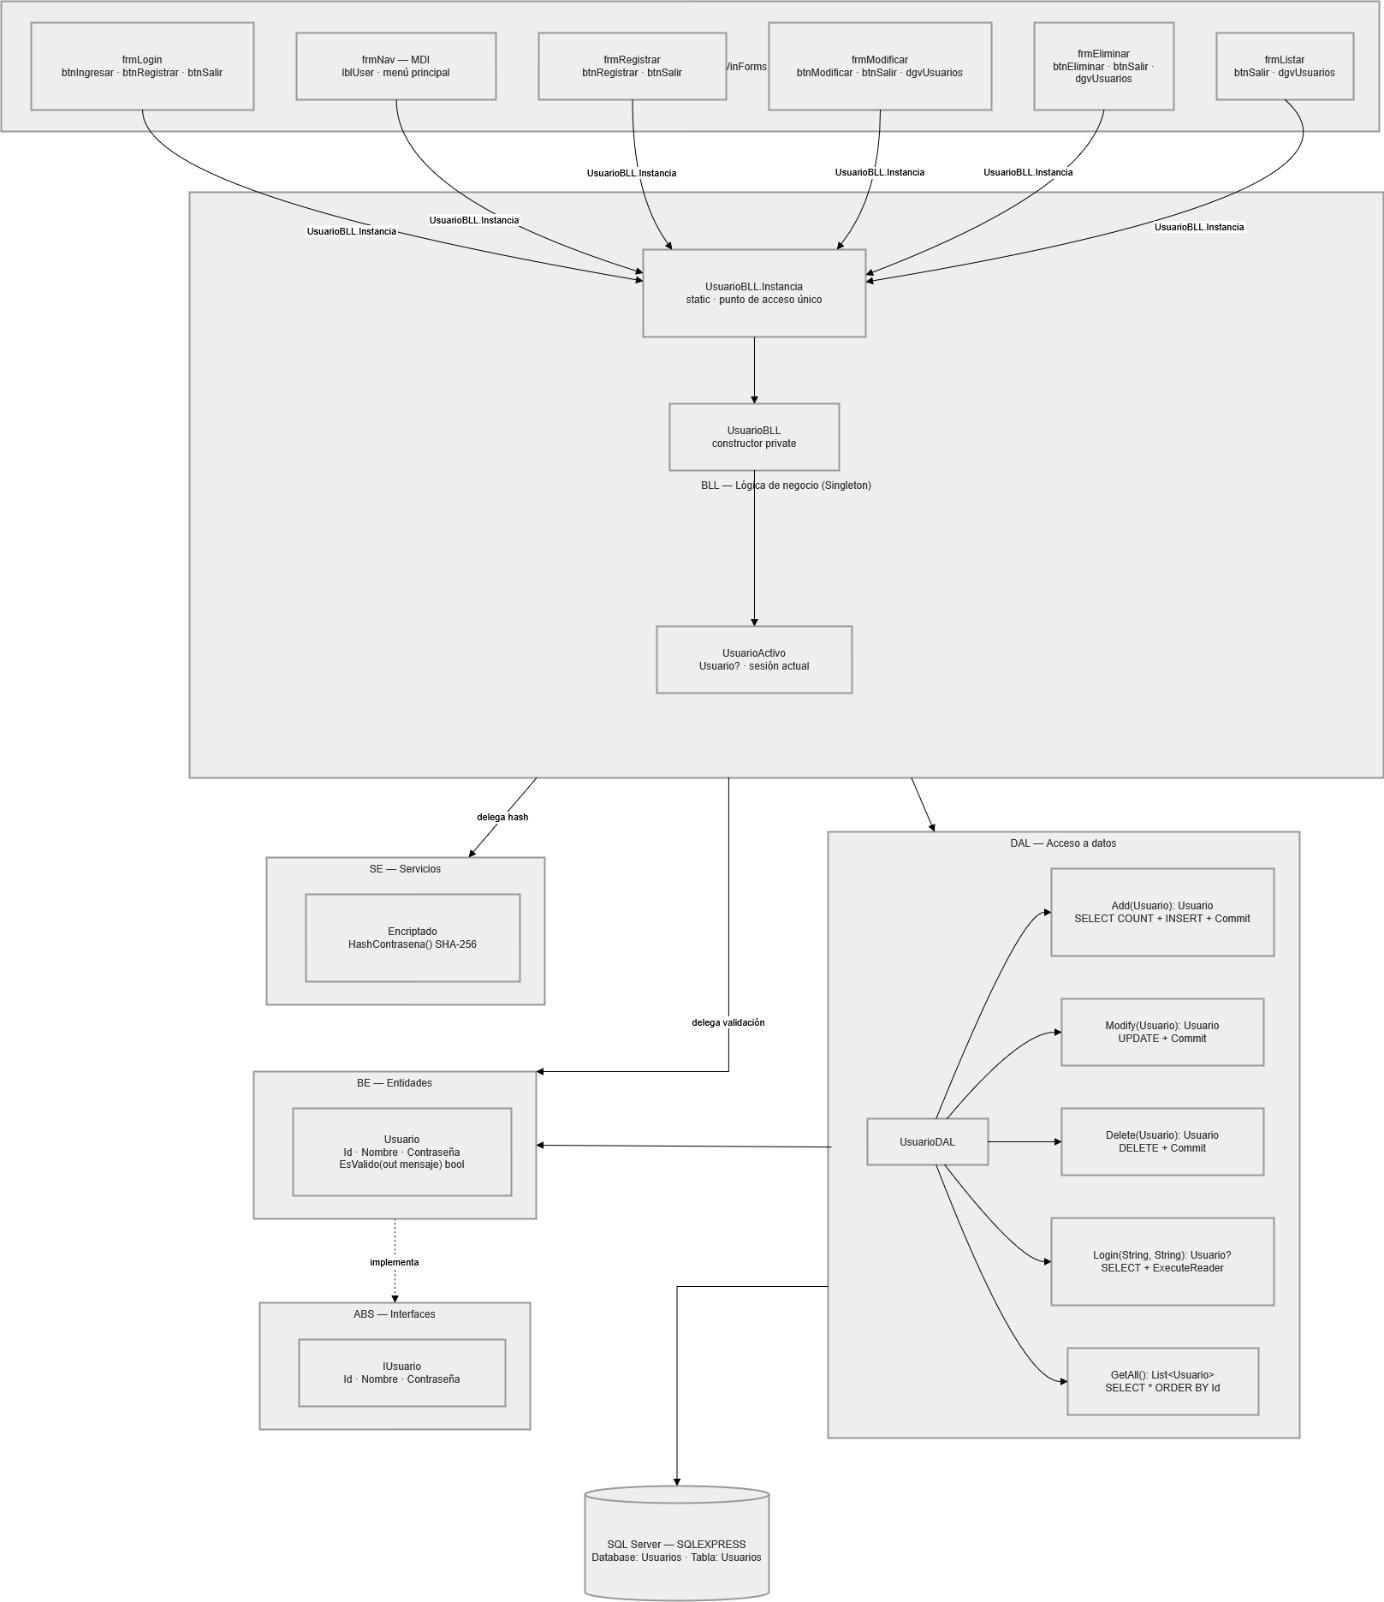 frmLogin
btnIngresar · btnRegistrar · btnSalir
frmNav — MDI
lblUser · menú principal
frmRegistrar
btnRegistrar · btnSalir
/inForms
frmModificar
btnModificar · btnSalir · dgvUsuarios
frmEliminar
btnEliminar · btnSalir ·
dgvUsuarios
frmListar
btnSalir · dgvUsuarios
UsuarioBLL.Instancia
UsuarioBLL.Instancia
UsuarioBLL.Instancia
UsuarioBLL.Instancia
UsuarioBLL.Instancia
UsuarioBLL.Instancia
UsuarioBLL.Instancia
static · punto de acceso único
UsuarioBLL
constructor private
BLL — Lógica de negocio (Singleton)
UsuarioActivo
Usuario? · sesión actual
delega hash
SE — Servicios
Encriptado
HashContrasena() SHA-256
delega validación
BE — Entidades
Usuario
Id · Nombre · Contraseña
EsValido(out mensaje) bool
implementa
ABS — Interfaces
IUsuario
Id · Nombre · Contraseña
DAL — Acceso a datos
Add(Usuario): Usuario
SELECT COUNT + INSERT + Commit
Modify(Usuario): Usuario
UPDATE + Commit
UsuarioDAL
Delete(Usuario): Usuario
DELETE + Commit
Login(String, String): Usuario?
SELECT + ExecuteReader
GetAll(): List<Usuario>
SELECT * ORDER BY Id
SQL Server — SQLEXPRESS
Database: Usuarios · Tabla: Usuarios